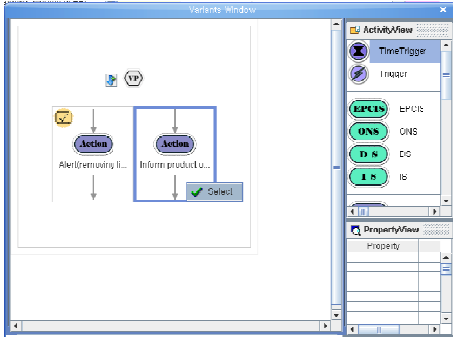 Variants Window
ActivityView
TimeTrigger
Trigger
VP
EPCIS EPCIS
Action Action
ONS ONS
Alert(removing li... Inform product o...
DS DS
Select
IS IS
PropertyView
Property